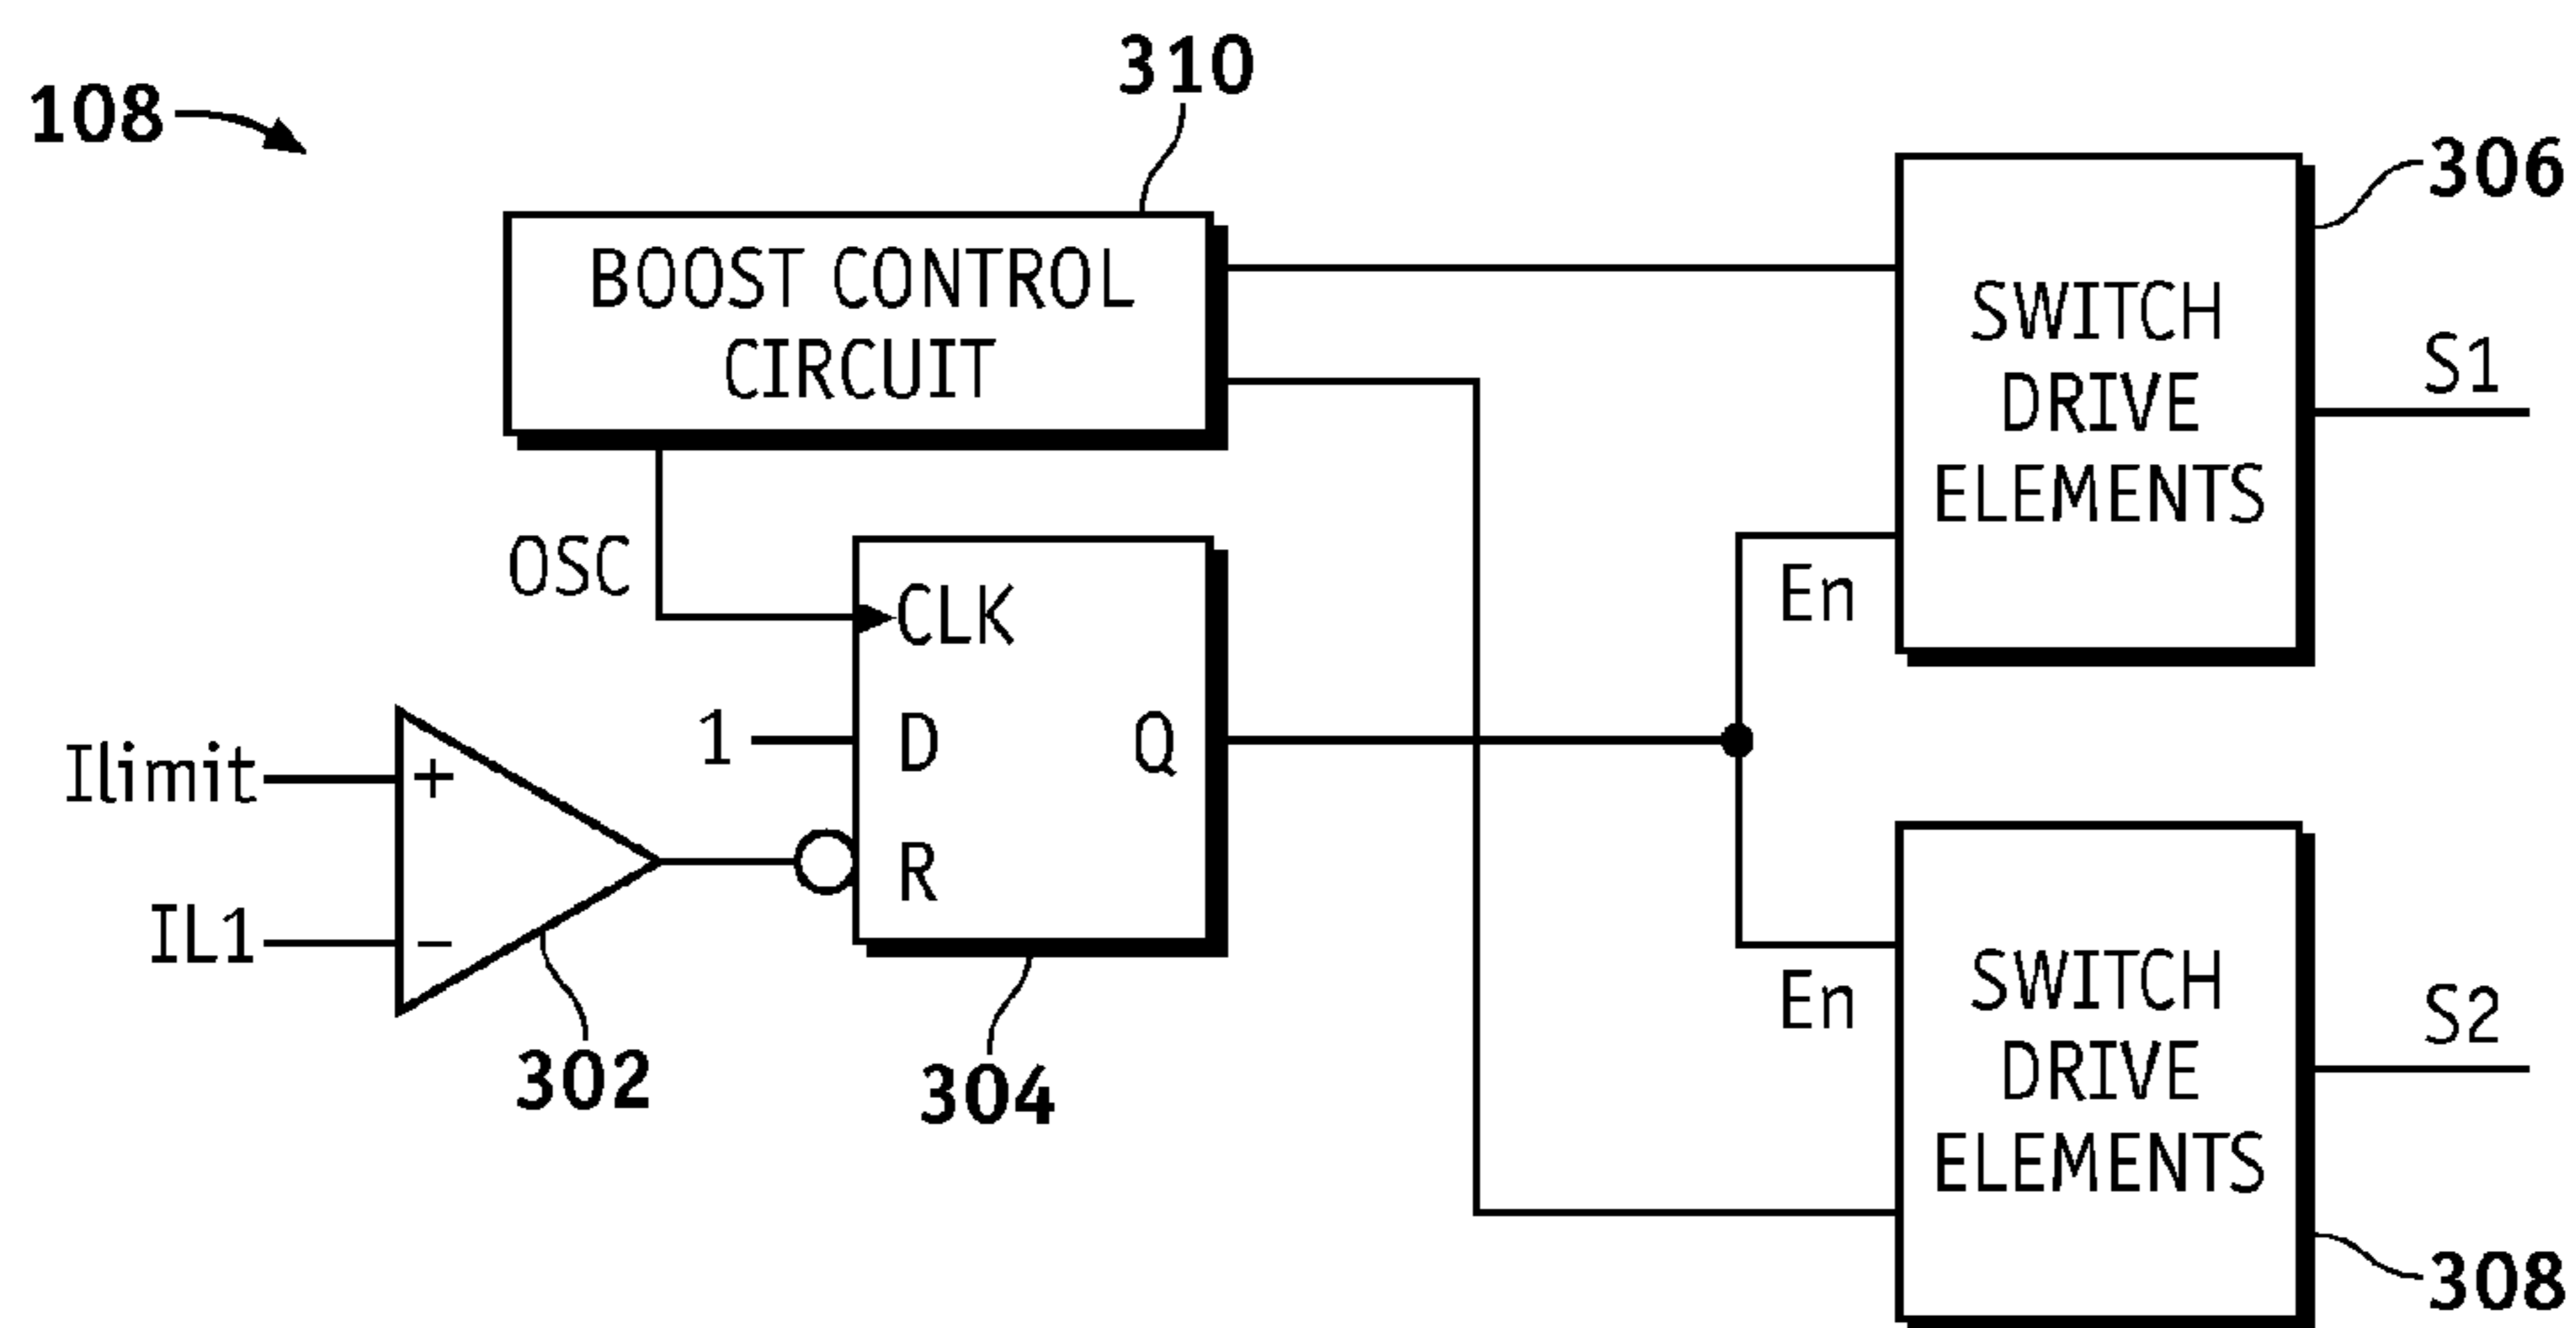 108
310
306
BOOST CONTROL
CIRCUIT
SWITCH
DRIVE
ELEMENTS
S1
OSC
CLK
En
1
D
Q
Ilimit
+
R
IL1
−
302
304
En
SWITCH
DRIVE
ELEMENTS
S2
308